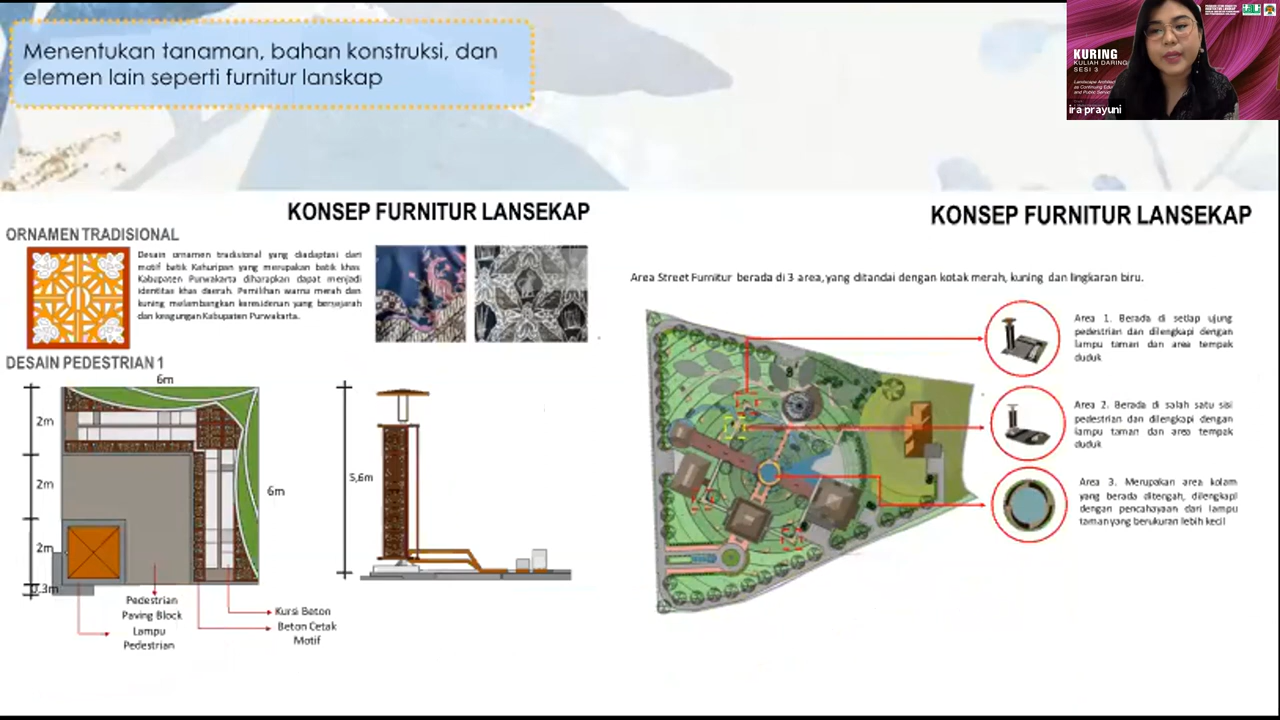 Menentukan tanaman, bahan konstruksi, dan
elemen lain seperti furnitur lanskap
KURING
KULIAH DARING
SESI 3
ira prayuni
KONSEP FURNITUR LANSEKAP
ORNAMEN TRADISIONAL
Desain ornamen tradisional yang diadaptasi dari
motif batik Kahuripan yang merupakan batik khas
Kabupaten Purwakarta diharapkan dapat menjadi
identitas khas daerah. Pemilihan warna merah dan
kuning melambangkan keresidenan yang bersejarah
dan keagungan Kabupaten Purwakarta.
DESAIN PEDESTRIAN 1
6m
2m
2m
2m
0,3m
6m
5,6m
Pedestrian
Paving Block
Lampu
Pedestrian
Kursi Beton
Beton Cetak
Motif
KONSEP FURNITUR LANSEKAP
Area Street Furnitur berada di 3 area, yang ditandai dengan kotak merah, kuning dan lingkaran biru.
Area 1. Berada di setiap ujung
pedestrian dan dilengkapi dengan
lampu taman dan area tempak
duduk
Area 2. Berada di salah satu sisi
pedestrian dan dilengkapi dengan
lampu taman dan area tempak
duduk
Area 3. Merupakan area kolam
yang berada ditengah, dilengkapi
dengan pencahayaan dari lampu
taman yang berukuran lebih kecil